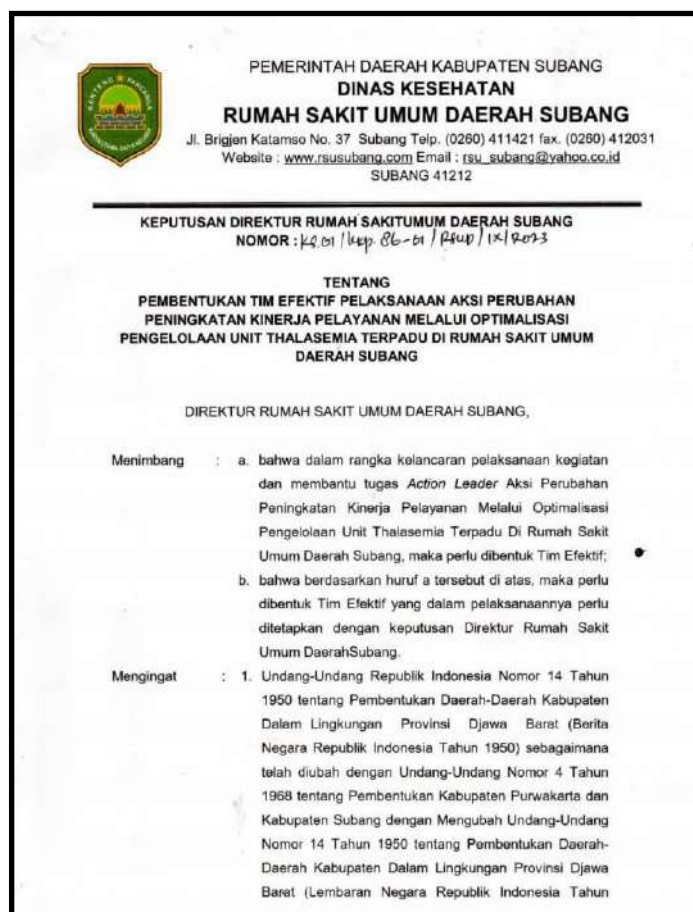 PEMERINTAH DAERAH KABUPATEN SUBANG
DINAS KESEHATAN
RUMAH SAKIT UMUM DAERAH SUBANG
Jl. Brigjen Katamso No. 37 Subang Telp. (0260) 411421 fax. (0260) 412031
Website : www.rsusubang.com Email : rsu_subang@yahoo.co.id
SUBANG 41212
KEPUTUSAN DIREKTUR RUMAH SAKITUMUM DAERAH SUBANG
NOMOR : /IX/2023
TENTANG
PEMBENTUKAN TIM EFEKTIF PELAKSANAAN AKSI PERUBAHAN
PENINGKATAN KINERJA PELAYANAN MELALUI OPTIMALISASI
PENGELOLAAN UNIT THALASEMIA TERPADU DI RUMAH SAKIT UMUM
DAERAH SUBANG
DIREKTUR RUMAH SAKIT UMUM DAERAH SUBANG,
Menimbang : a. bahwa dalam rangka kelancaran pelaksanaan kegiatan
dan membantu tugas Action Leader Aksi Perubahan
Peningkatan Kinerja Pelayanan Melalui Optimalisasi
Pengelolaan Unit Thalasemia Terpadu Di Rumah Sakit
Umum Daerah Subang, maka perlu dibentuk Tim Efektif;
b. bahwa berdasarkan huruf a tersebut di atas, maka perlu
dibentuk Tim Efektif yang dalam pelaksanaannya perlu
ditetapkan dengan keputusan Direktur Rumah Sakit
Umum DaerahSubang.
Mengingat : 1. Undang-Undang Republik Indonesia Nomor 14 Tahun
1950 tentang Pembentukan Daerah-Daerah Kabupaten
Dalam Lingkungan Provinsi Djawa Barat (Berita
Negara Republik Indonesia Tahun 1950) sebagaimana
telah diubah dengan Undang-Undang Nomor 4 Tahun
1968 tentang Pembentukan Kabupaten Purwakarta dan
Kabupaten Subang dengan Mengubah Undang-Undang
Nomor 14 Tahun 1950 tentang Pembentukan Daerah-
Daerah Kabupaten Dalam Lingkungan Provinsi Djawa
Barat (Lembaran Negara Republik Indonesia Tahun